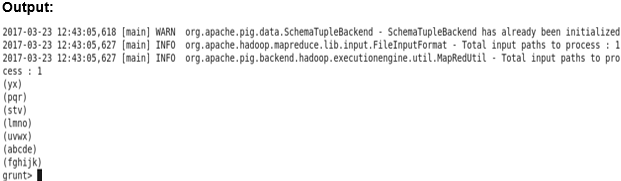 Output:
2017-03-23 12:43:05,618 [main] WARN  org.apache.pig.data.SchemaTupleBackend - SchemaTupleBackend has already been initialized
2017-03-23 12:43:05,627 [main] INFO  org.apache.hadoop.mapreduce.lib.input.FileInputFormat - Total input paths to process : 1
2017-03-23 12:43:05,627 [main] INFO  org.apache.pig.backend.hadoop.executionengine.util.MapRedUtil - Total input paths to pro
cess : 1
(yx)
(pqr)
(stv)
(lmno)
(uvwx)
(abcde)
(fghijk)
grunt>